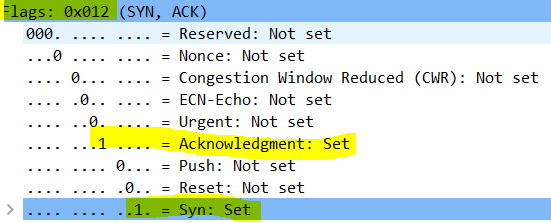 Flags: 0x012 (SYN, ACK)
000. .... .... = Reserved: Not set
...0 .... .... = Nonce: Not set
.... 0... .... = Congestion Window Reduced (CWR): Not set
.... .0.. .... = ECN-Echo: Not set
.... ..0. .... = Urgent: Not set
.... ...1 .... = Acknowledgment: Set
.... .... 0... = Push: Not set
.... .... .0.. = Reset: Not set
.... .... ..1. = Syn: Set